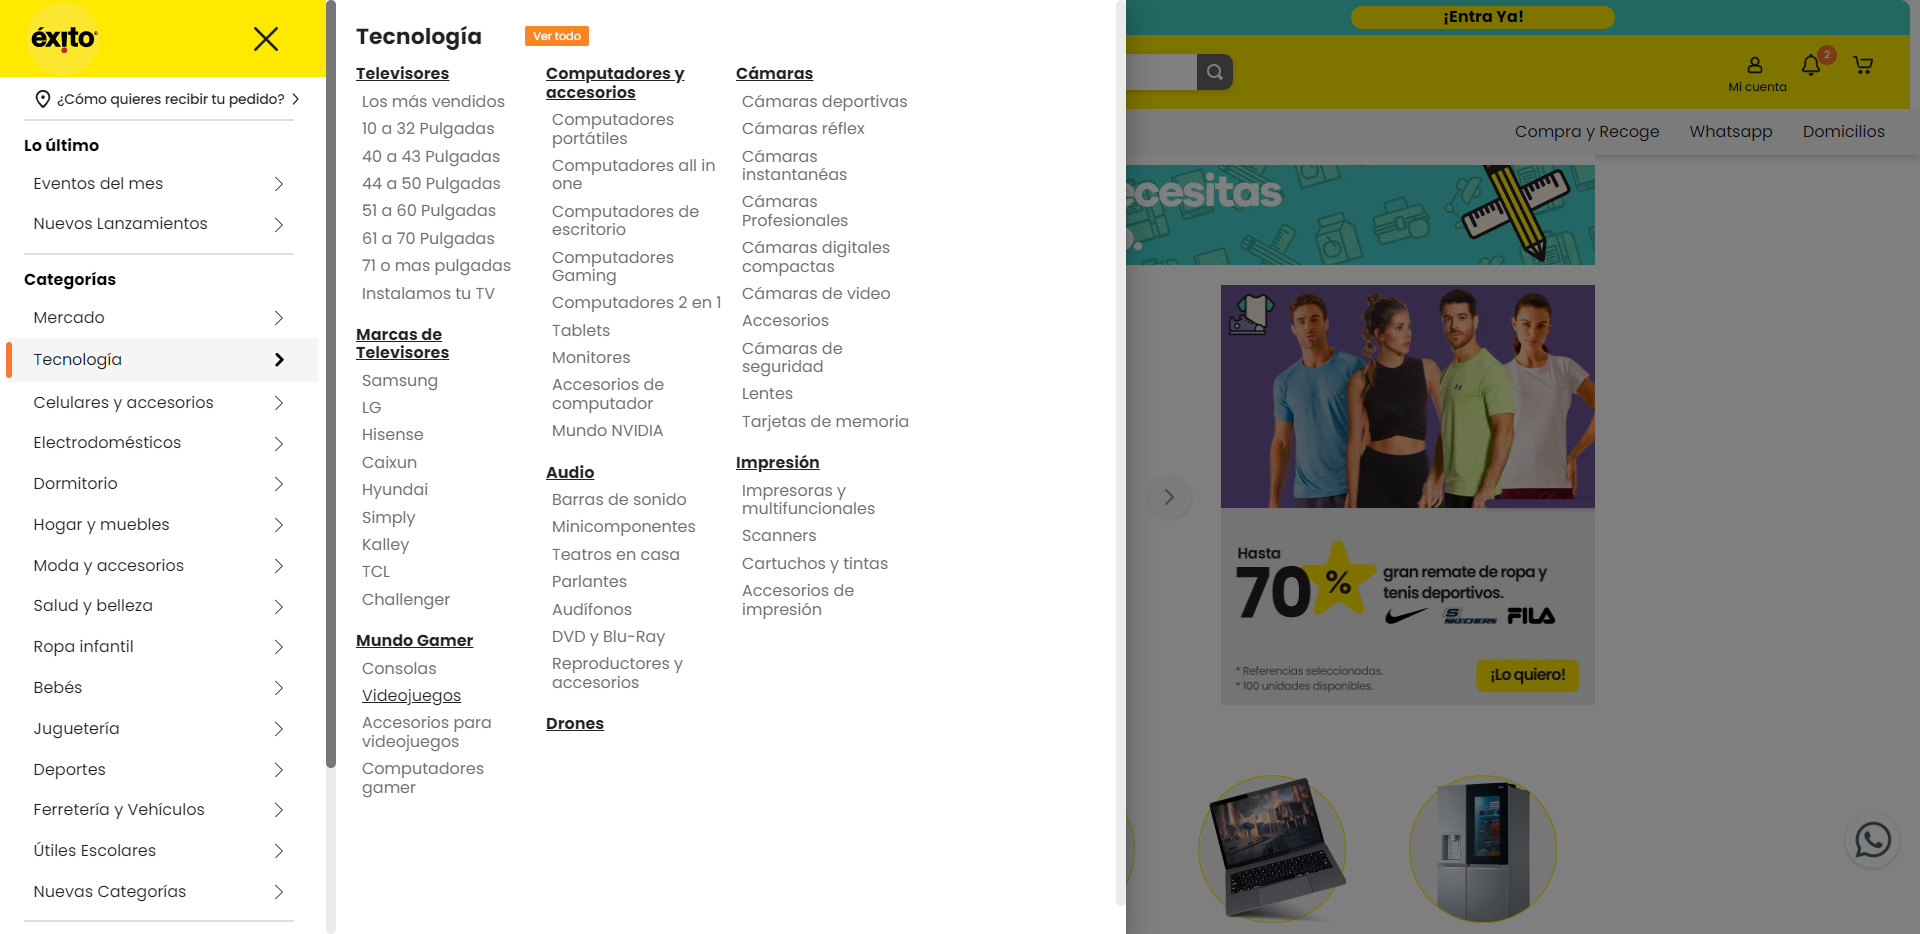 éxito
¿Cómo quieres recibir tu pedido?
Lo último
Eventos del mes
Nuevos Lanzamientos
Categorías
Mercado
Tecnología
Celulares y accesorios
Electrodomésticos
Dormitorio
Hogar y muebles
Moda y accesorios
Salud y belleza
Ropa infantil
Bebés
Juguetería
Deportes
Ferretería y Vehículos
Útiles Escolares
Nuevas Categorías
Tecnología
Ver todo
Televisores
Los más vendidos
10 a 32 Pulgadas
40 a 43 Pulgadas
44 a 50 Pulgadas
51 a 60 Pulgadas
61 a 70 Pulgadas
71 o mas pulgadas
Instalamos tu TV
Marcas de
Televisores
Samsung
LG
Hisense
Caixun
Hyundai
Simply
Kalley
TCL
Challenger
Mundo Gamer
Consolas
Videojuegos
Accesorios para
videojuegos
Computadores
gamer
Computadores y
accesorios
Computadores
portátiles
Computadores all in
one
Computadores de
escritorio
Computadores
Gaming
Computadores 2 en 1
Tablets
Monitores
Accesorios de
computador
Mundo NVIDIA
Audio
Barras de sonido
Minicomponentes
Teatros en casa
Parlantes
Audífonos
DVD y Blu-Ray
Reproductores y
accesorios
Drones
Cámaras
Cámaras deportivas
Cámaras réflex
Cámaras
instantanéas
Cámaras
Profesionales
Cámaras digitales
compactas
Cámaras de video
Accesorios
Cámaras de
seguridad
Lentes
Tarjetas de memoria
Impresión
Impresoras y
multifuncionales
Scanners
Cartuchos y tintas
Accesorios de
impresión
¡Entra Ya!
Mi cuenta
2
Compra y Recoge
Whatsapp
Domicilios
ecesitas
Hasta
70%
gran remate de ropa y
tenis deportivos.
SKECHERS FILA
* Referencias seleccionadas.
* 100 unidades disponibles.
¡Lo quiero!